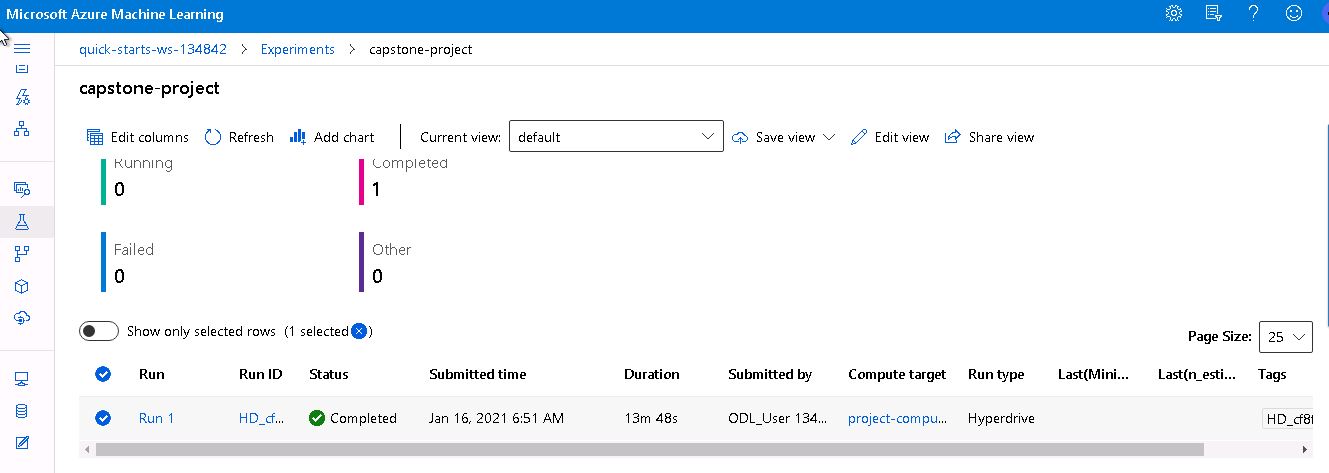 Microsoft Azure Machine Learning
quick-starts-ws-134842 > Experiments > capstone-project
capstone-project
Edit columns Refresh Add chart Current view: default Save view Edit view Share view
Running Completed
0 1
Failed Other
0 0
Show only selected rows (1 selected )
Page Size: 25
Run Run ID Status Submitted time Duration Submitted by Compute target Run type Last(Mini... Last(n_esti... Tags
Run 1 HD_cf... Completed Jan 16, 2021 6:51 AM 13m 48s ODL_User 134... project-compu... Hyperdrive HD_cf8f